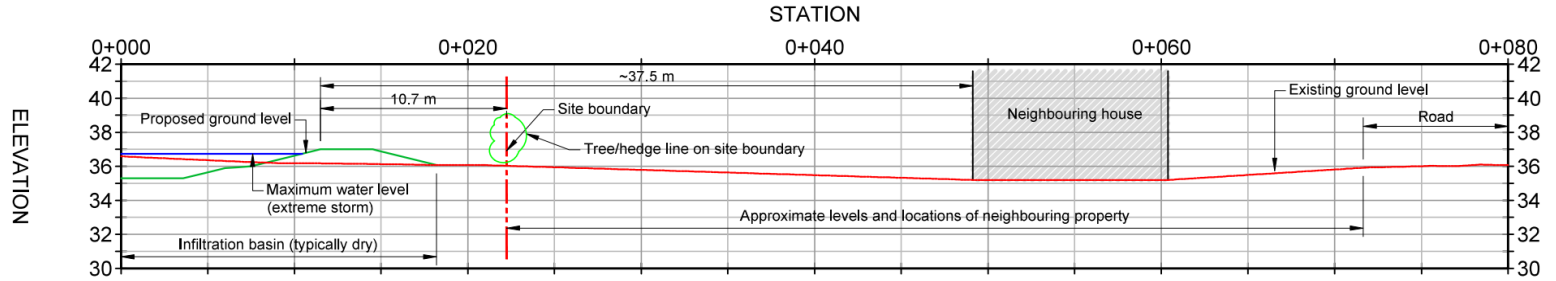 STATION
0+000 0+020 0+040 0+060 0+080
42 42
~37.5 m
40 40
10.7 m
Existing ground level
Site boundary
Neighbouring house
Road
Proposed ground level
38 38
Tree/hedge line on site boundary
36 36
Maximum water level
(extreme storm)
34 34
Approximate levels and locations of neighbouring property
32 32
Infiltration basin (typically dry)
30 30
ELEVATION